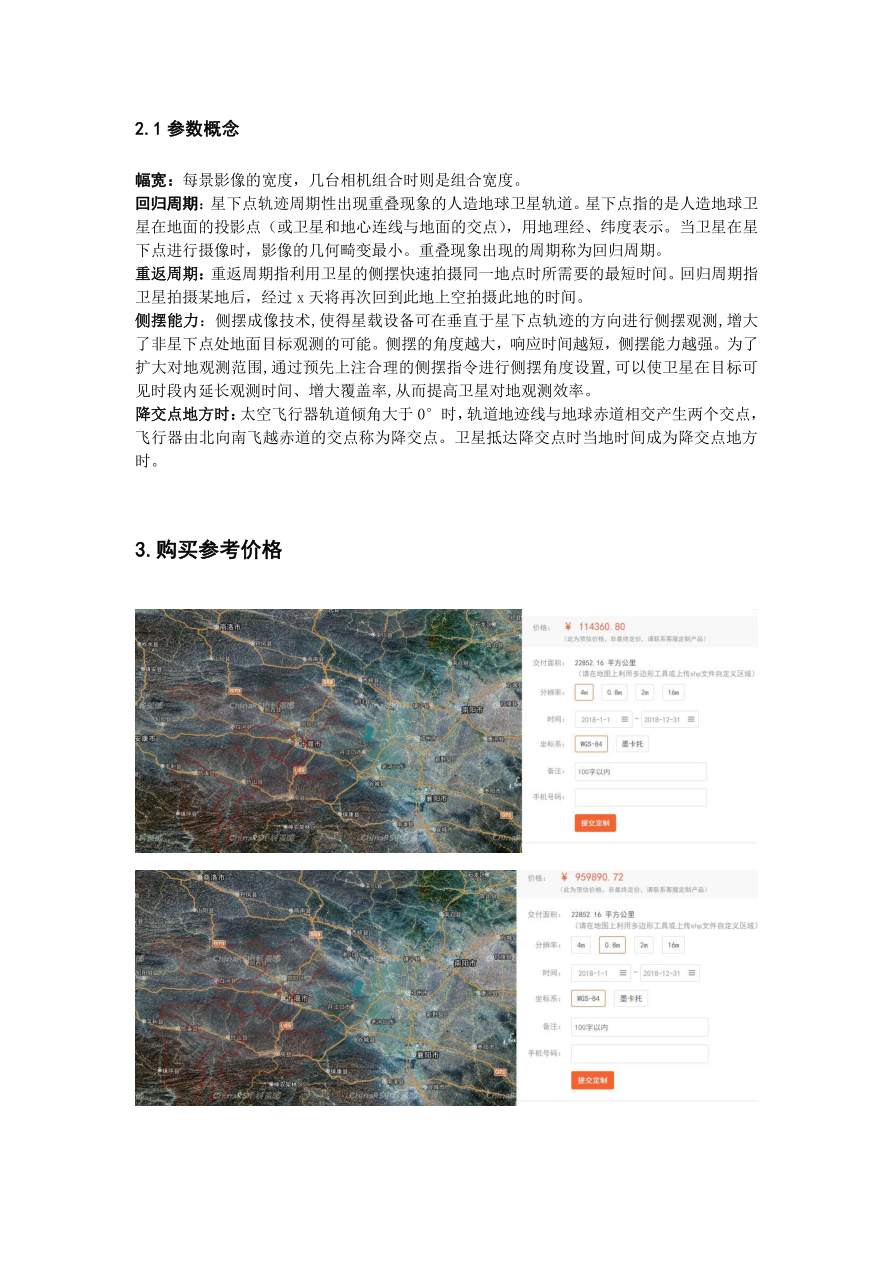 2.1 参数概念
幅宽：每景影像的宽度，几台相机组合时则是组合宽度。
回归周期：星下点轨迹周期性出现重叠现象的人造地球卫星轨道。星下点指的是人造地球卫
星在地面的投影点（或卫星和地心连线与地面的交点），用地理经、纬度表示。当卫星在星
下点进行摄像时，影像的几何畸变最小。重叠现象出现的周期称为回归周期。
重返周期：重返周期指利用卫星的侧摆快速拍摄同一地点时所需要的最短时间。回归周期指
卫星拍摄某地后，经过 x 天将再次回到此地上空拍摄此地的时间。
侧摆能力：侧摆成像技术,使得星载设备可在垂直于星下点轨迹的方向进行侧摆观测,增大
了非星下点处地面目标观测的可能。侧摆的角度越大，响应时间越短，侧摆能力越强。为了
扩大对地观测范围,通过预先上注合理的侧摆指令进行侧摆角度设置,可以使卫星在目标可
见时段内延长观测时间、增大覆盖率,从而提高卫星对地观测效率。
降交点地方时：太空飞行器轨道倾角大于 0°时，轨道地迹线与地球赤道相交产生两个交点，
飞行器由北向南飞越赤道的交点称为降交点。卫星抵达降交点时当地时间成为降交点地方
时。
3.购买参考价格
商洛市
南阳市
安康市
十堰市
襄阳市
价格： ¥ 114360.80
（此为预估价格，非最终定价，请联系客服定制产品）
交付面积： 22852.16 平方公里
（请在地图上利用多边形工具或上传shp文件自定义区域）
分辨率： 4m 0.8m 2m 16m
时间： 2018-1-1 - 2018-12-31
坐标系： WGS-84 墨卡托
备注： 100字以内
手机号码：
提交定制
商洛市
南阳市
十堰市
襄阳市
价格： ¥ 959890.72
（此为预估价格，非最终定价，请联系客服定制产品）
交付面积： 22852.16 平方公里
（请在地图上利用多边形工具或上传shp文件自定义区域）
分辨率： 4m 0.8m 2m 16m
时间： 2018-1-1 - 2018-12-31
坐标系： WGS-84 墨卡托
备注： 100字以内
手机号码：
提交定制